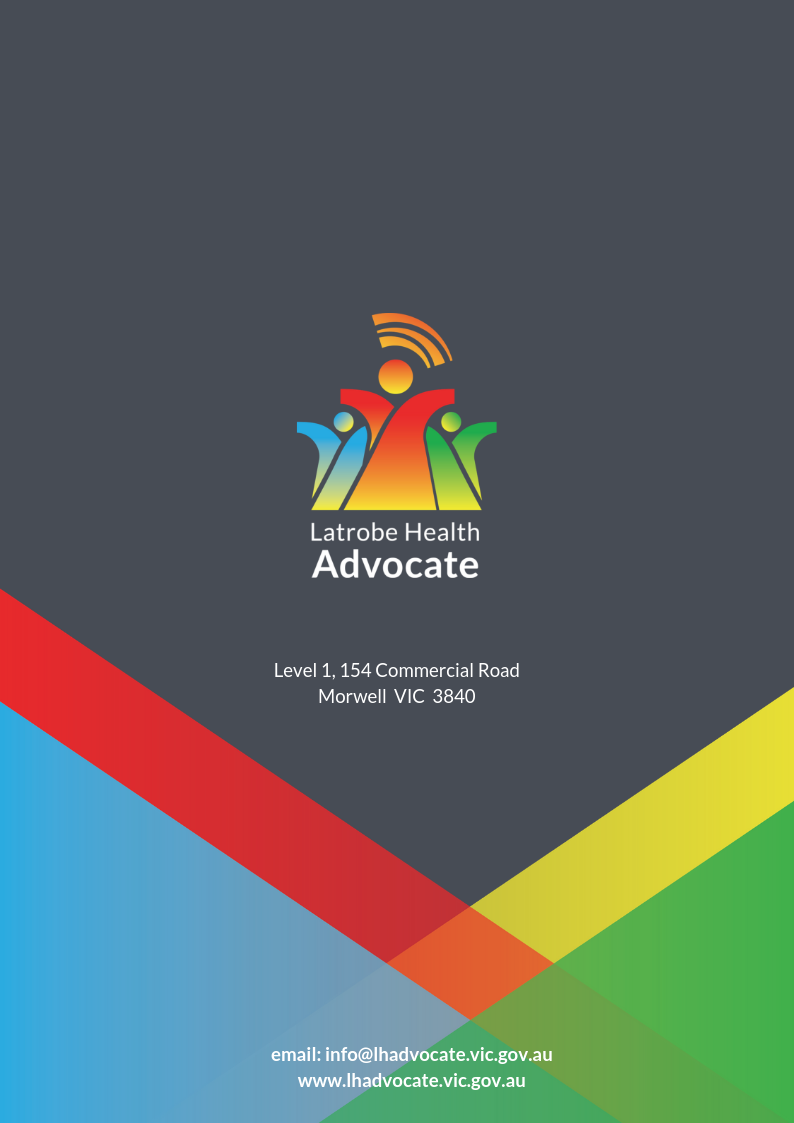 Latrobe Health
Advocate
Level 1, 154 Commercial Road
Morwell VIC 3840
email: info@lhadvocate.vic.gov.au
www.lhadvocate.vic.gov.au